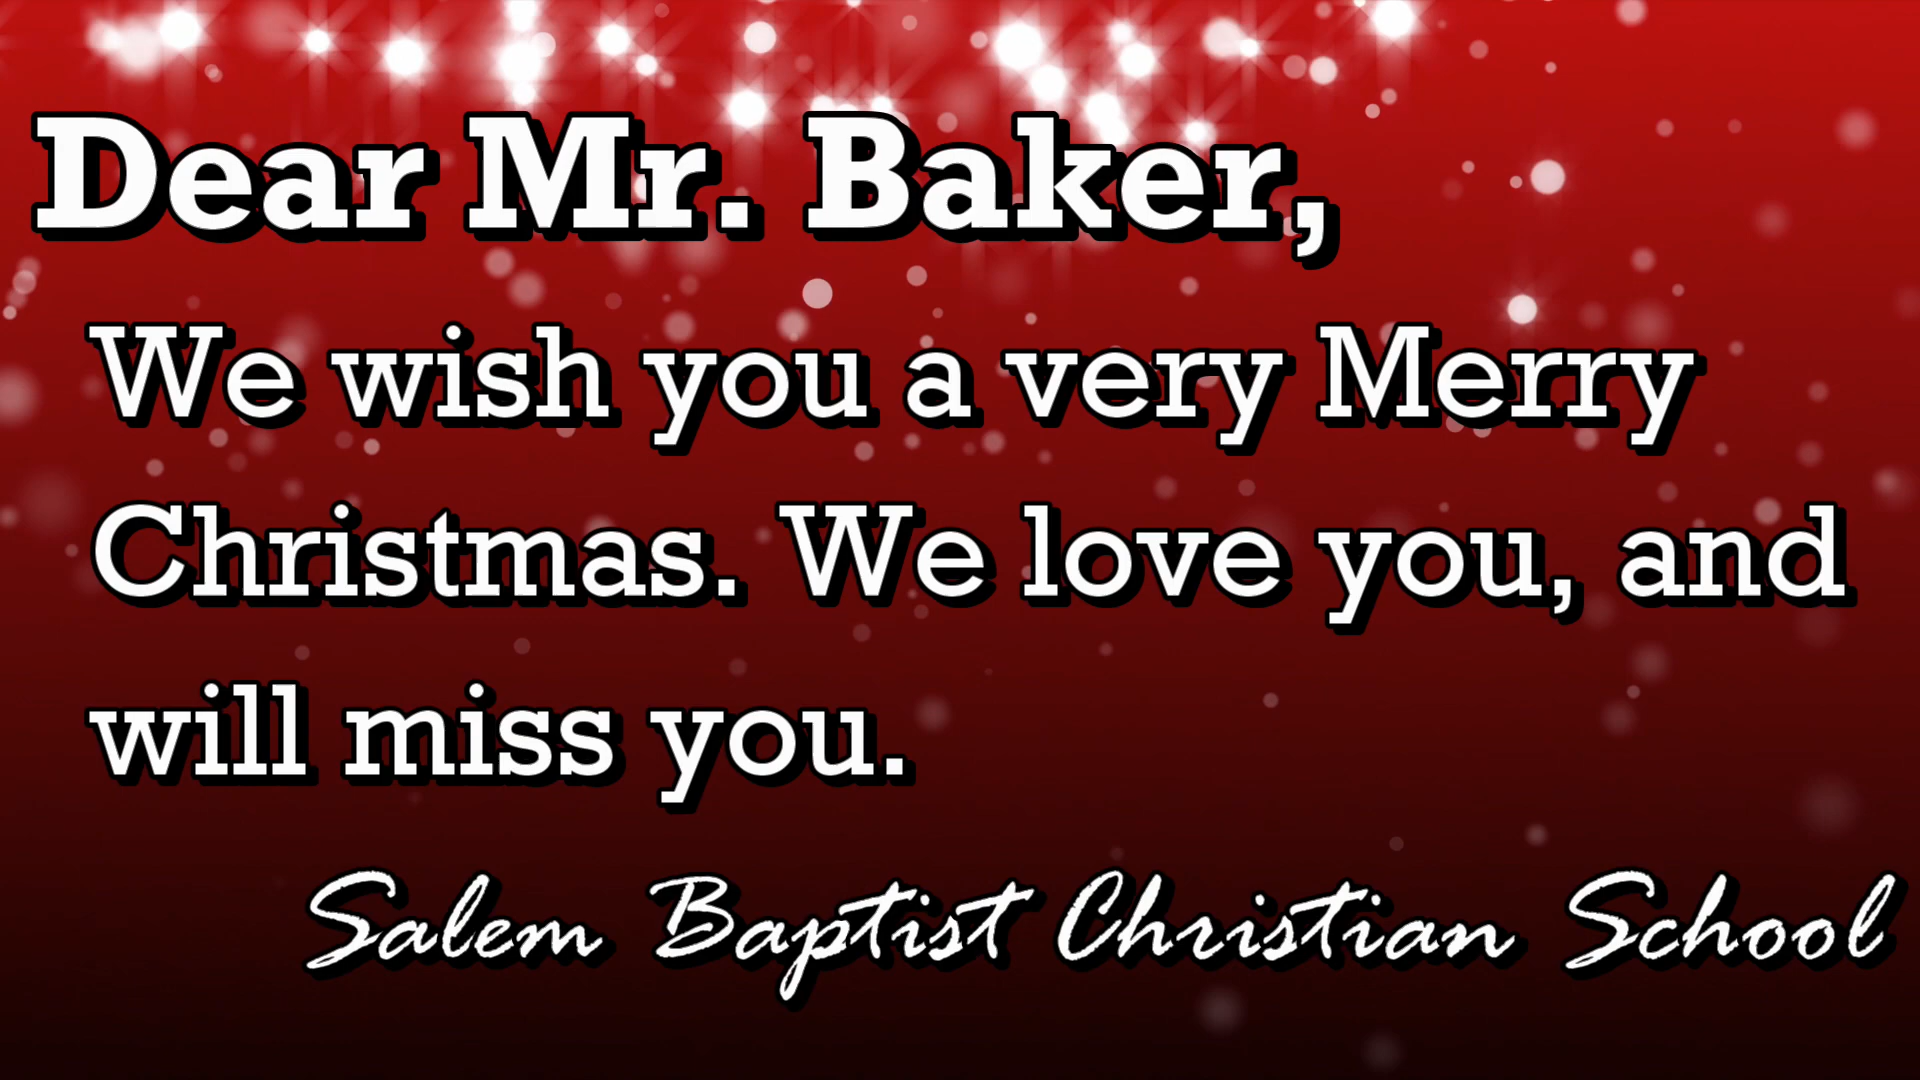 Dear Mr. Baker,
We wish you a very Merry
Christmas. We love you, and
will miss you.
Salem Baptist Christian School